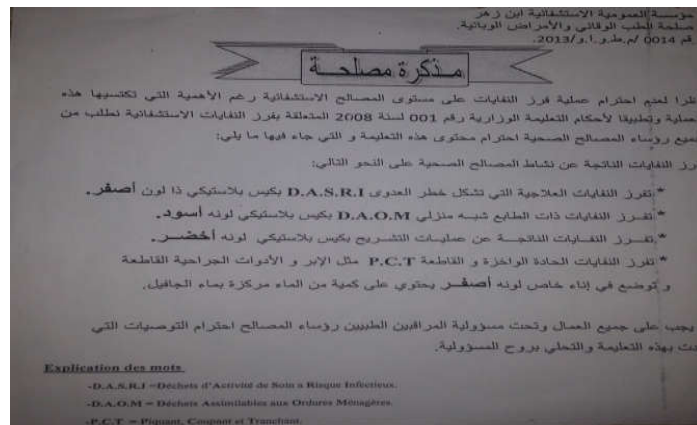 مؤسسة العمومية الاستشفائية ابن زهر
مصلحة الطب الوقائي والأمراض الوبائية.
قم 0014 /م.ط.و.ا.و/2013.
مذكرة مصلحة
نظرا لعدم احترام عملية فرز النفايات على مستوى المصالح الاستشفائية رغم الأهمية التي تكتسيها هذه
عملية وتطبيقا لأحكام التعليمة الوزارية رقم 001 لسنة 2008 المتعلقة بفرز النفايات الاستشفائية نطلب من
جميع رؤساء المصالح الصحية احترام محتوى هذه التعليمة و التي جاء فيها ما يلي:
فرز النفايات الناتجة عن نشاط المصالح الصحية على النحو التالي:
* تفرز النفايات العلاجية التي تشكل خطر العدوى D.A.S.R.I بكيس بلاستيكي ذا لون أصفر.
* تفرز النفايات ذات الطابع شبه منزلي D.A.O.M بكيس بلاستيكي لونه أسود.
* تفرز النفايات الناتجة عن عمليات التشريح بكيس بلاستيكي لونه أخضر.
* تفرز النفايات الحادة الواخزة و القاطعة P.C.T مثل الإبر و الأدوات الجراحية القاطعة
و توضع في إناء خاص لونه أصفر يحتوي على كمية من الماء مركزة بماء الجافيل.
يجب على جميع العمال وتحت مسؤولية المراقبين الطبيين رؤساء المصالح احترام التوصيات التي
بهذه التعليمة والتحلي بروح المسؤولية.
Explication des mots
-D.A.S.R.I =Déchets d'Activité de Soin a Risque Infectieux.
-D.A.O.M = Déchets Assimilables aux Ordures Ménagères.
-P.C.T = Piquant, Coupant et Tranchant.